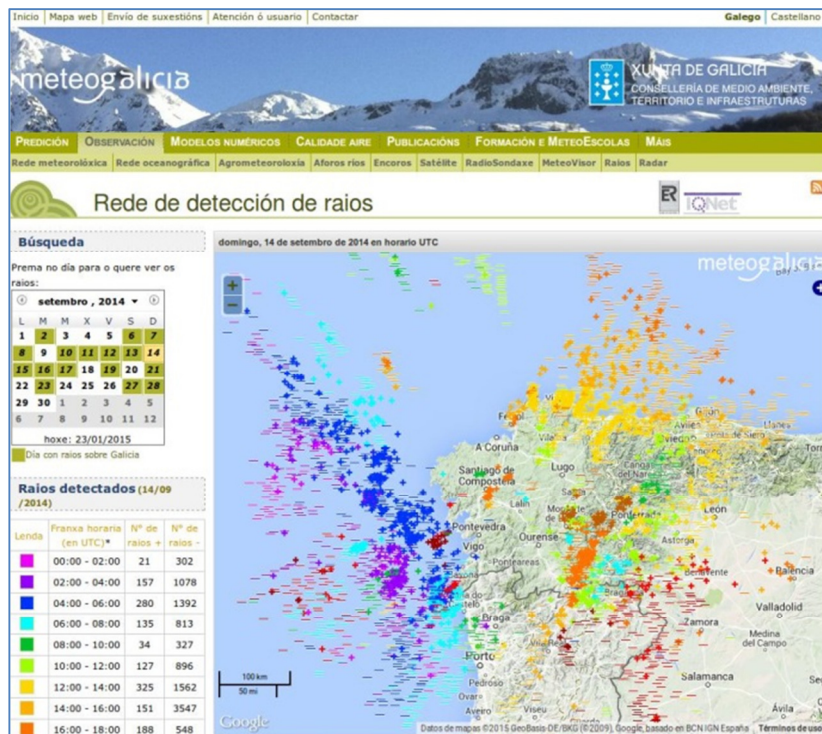 Inicio Mapa web Envío de suxestións Atención ó usuario Contactar Galego Castellano
meteogalicia
XUNTA DE GALICIA
CONSELLERÍA DE MEDIO AMBIENTE,
TERRITORIO E INFRAESTRUTURAS
PREDICIÓN OBSERVACIÓN MODELOS NUMÉRICOS CALIDADE AIRE PUBLICACIÓNS FORMACIÓN E METEOESCOLAS MÁIS
Rede meteorolóxica Rede oceanográfica Agrometeoroloxía Aforos ríos Encoros Satélite RadioSondaxe MeteoVisor Raios Radar
Rede de detección de raios
ER IQNet
Búsqueda
Prema no día para o quere ver os
raios:
setembro , 2014
L M M X V S D
1 2 3 4 5 6 7
8 9 10 11 12 13 14
15 16 17 18 19 20 21
22 23 24 25 26 27 28
29 30 1 2 3 4 5
6 7 8 9 10 11 12
hoxe: 23/01/2015
Día con raios sobre Galicia
Raios detectados (14/09
/2014)
Lenda Franxa horaria (en UTC)* Nº de raios + Nº de raios -
00:00 - 02:00 21 302
02:00 - 04:00 157 1078
04:00 - 06:00 280 1392
06:00 - 08:00 135 813
08:00 - 10:00 34 327
10:00 - 12:00 127 896
12:00 - 14:00 325 1562
14:00 - 16:00 151 3547
16:00 - 18:00 188 548
domingo, 14 de setembro de 2014 en horario UTC
+
−
meteogalicia
A Coruña
Santiago de
Compostela
Lugo
Lalín
Pontevedra
Ourense
Ponferrada
León
Vigo
Ponteareas
Astorga
Benavente
Palencia
Braga
Zamora
Valladolid
Medina
del Campo
Porto
Pedroso
Ovar
Salamanca
Aveiro
Viseu
Ávila
100 km
50 mi
Google
Datos de mapas ©2015 GeoBasis-DE/BKG (©2009), Google, basado en BCN IGN España Términos de uso